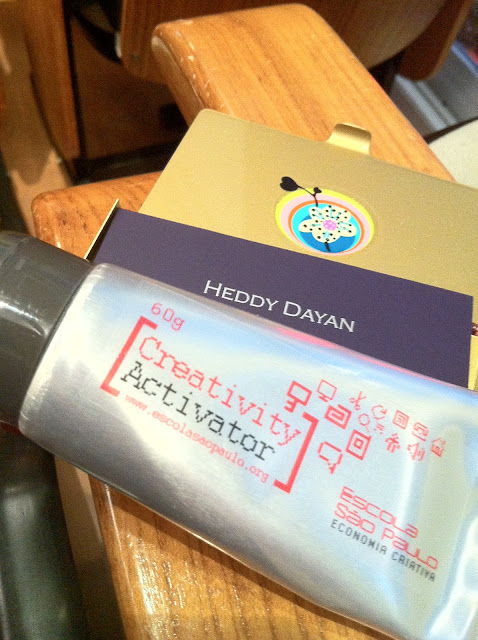 HEDDY DAYAN
60g
[Creativity
Activator]
www.escolasaopaulo.org
Escola
São Paulo
ECONOMIA CRIATIVA